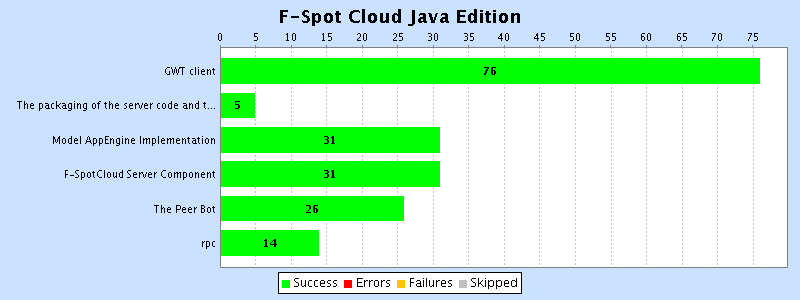 F-Spot Cloud Java Edition
0 5 10 15 20 25 30 35 40 45 50 55 60 65 70 75
GWT client 76
The packaging of the server code and t... 5
Model AppEngine Implementation 31
F-SpotCloud Server Component 31
The Peer Bot 26
rpc 14
Success Errors Failures Skipped